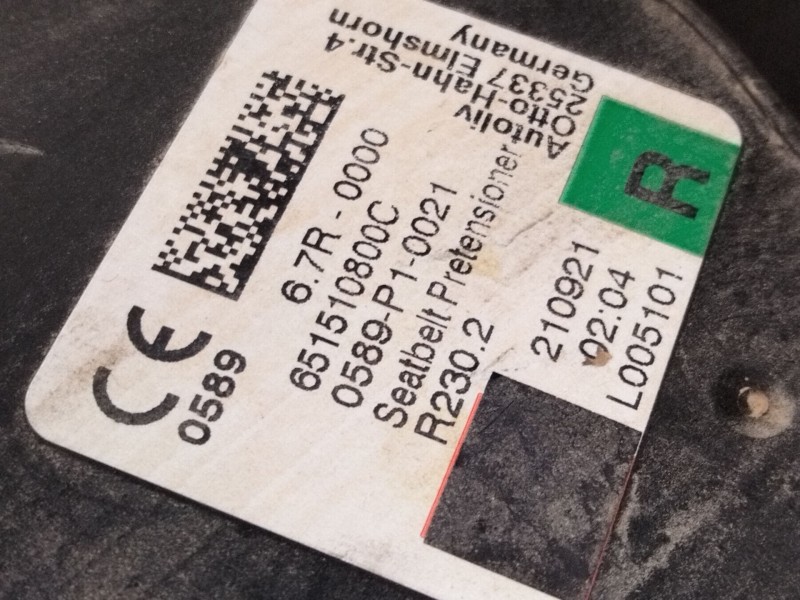 Autoliv
Otto-Hahn-Str.4
25337 Elmshorn
Germany
R
6.7R - 0000
651510800C
0589-P1-0021
Seatbelt Pretensioner
R230.2
210921
02:04
L005101
CE
0589